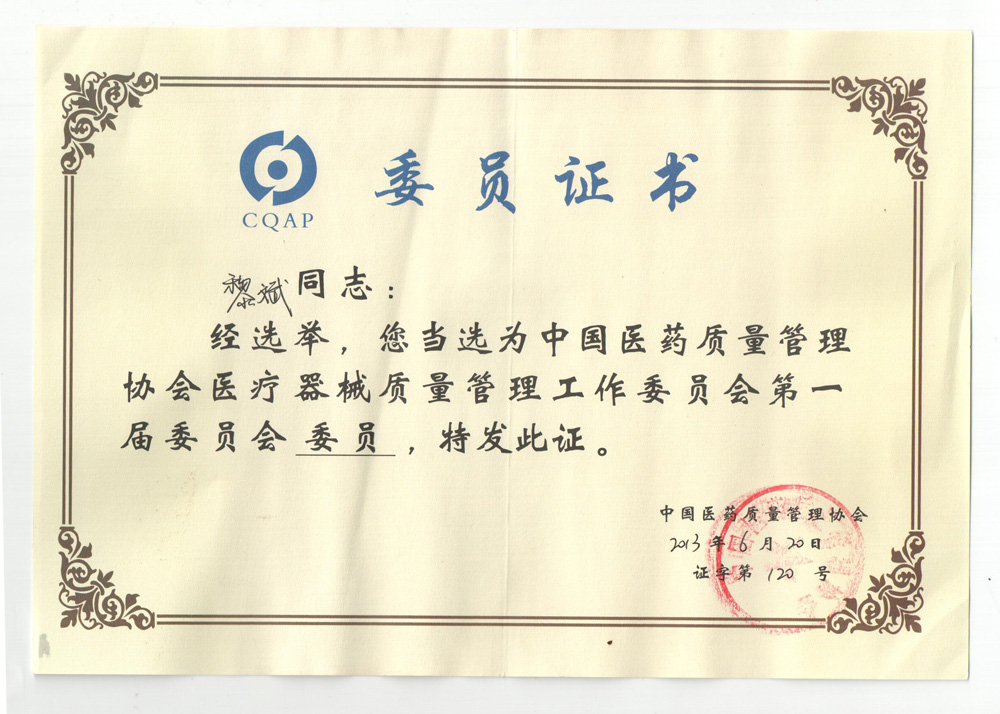 CQAP
委员证书
黎斌同志：
经选举，您当选为中国医药质量管理
协会医疗器械质量管理工作委员会第一
届委员会委员，特发此证。
中国医药质量管理协会
2013年6月20日
证字第120号